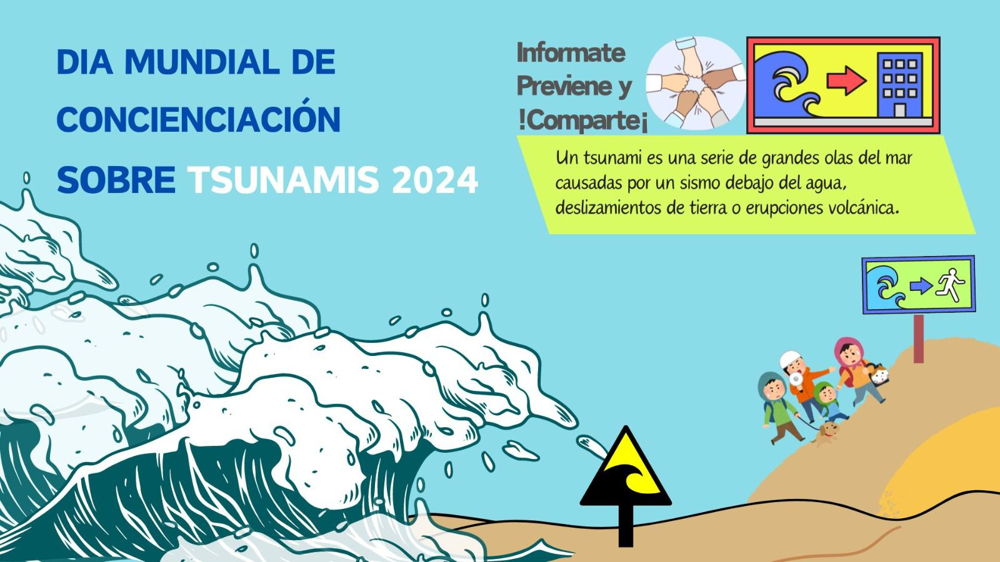 DIA MUNDIAL DE
CONCIENCIACIÓN
SOBRE TSUNAMIS 2024
Informate
Previene y
!Comparte¡
Un tsunami es una serie de grandes olas del mar
causadas por un sismo debajo del agua,
deslizamientos de tierra o erupciones volcánica.